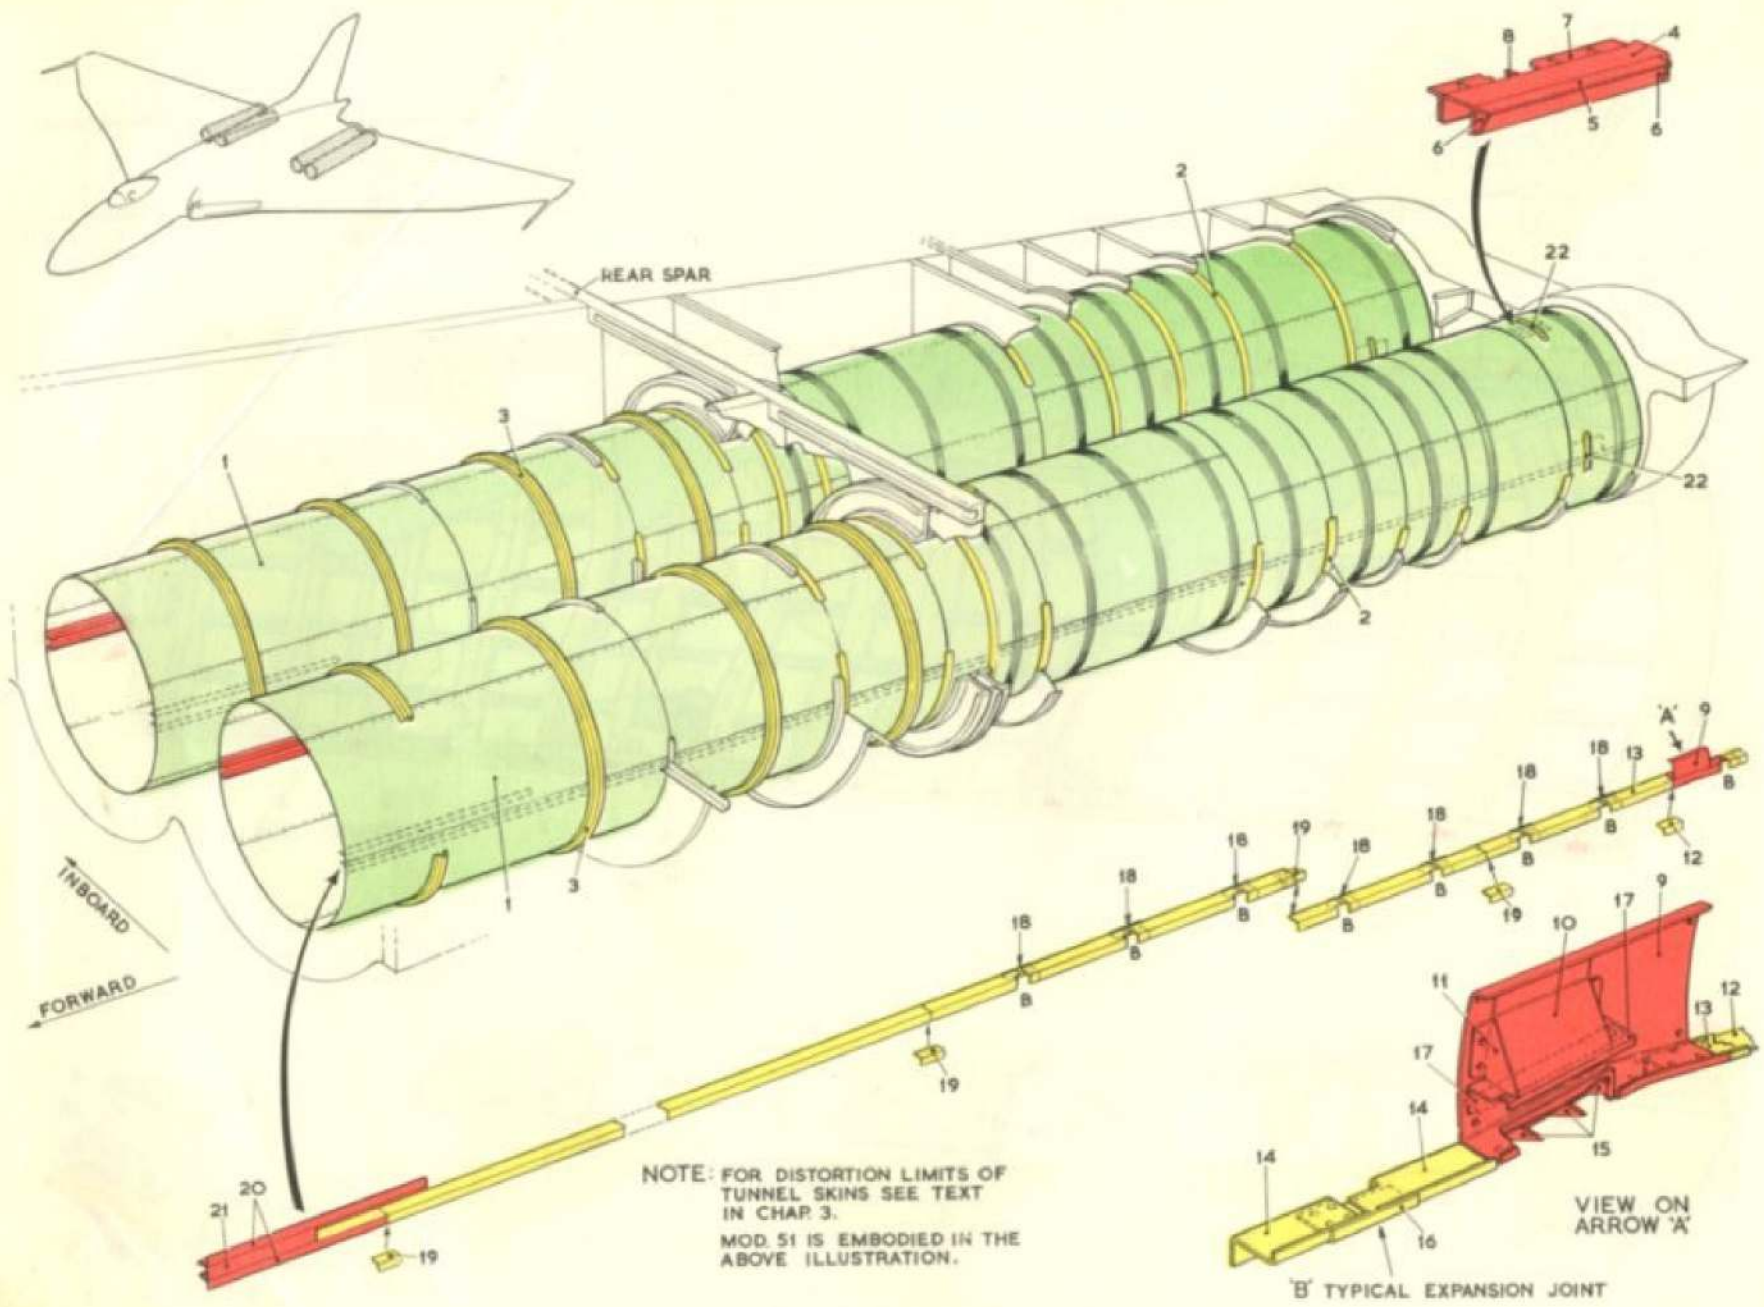 7
8
4
5
6
6
2
22
REAR SPAR
3
1
22
2
'A'
9
18
13
B
18
B
12
18
B
19
18
B
19
18
B
18
B
18
B
3
1
INBOARD
FORWARD
19
9
17
10
11
12
13
17
14
15
14
16
20
21
19
NOTE: FOR DISTORTION LIMITS OF
TUNNEL SKINS SEE TEXT
IN CHAP. 3.
MOD. 51 IS EMBODIED IN THE
ABOVE ILLUSTRATION.
VIEW ON
ARROW 'A'
'B' TYPICAL EXPANSION JOINT